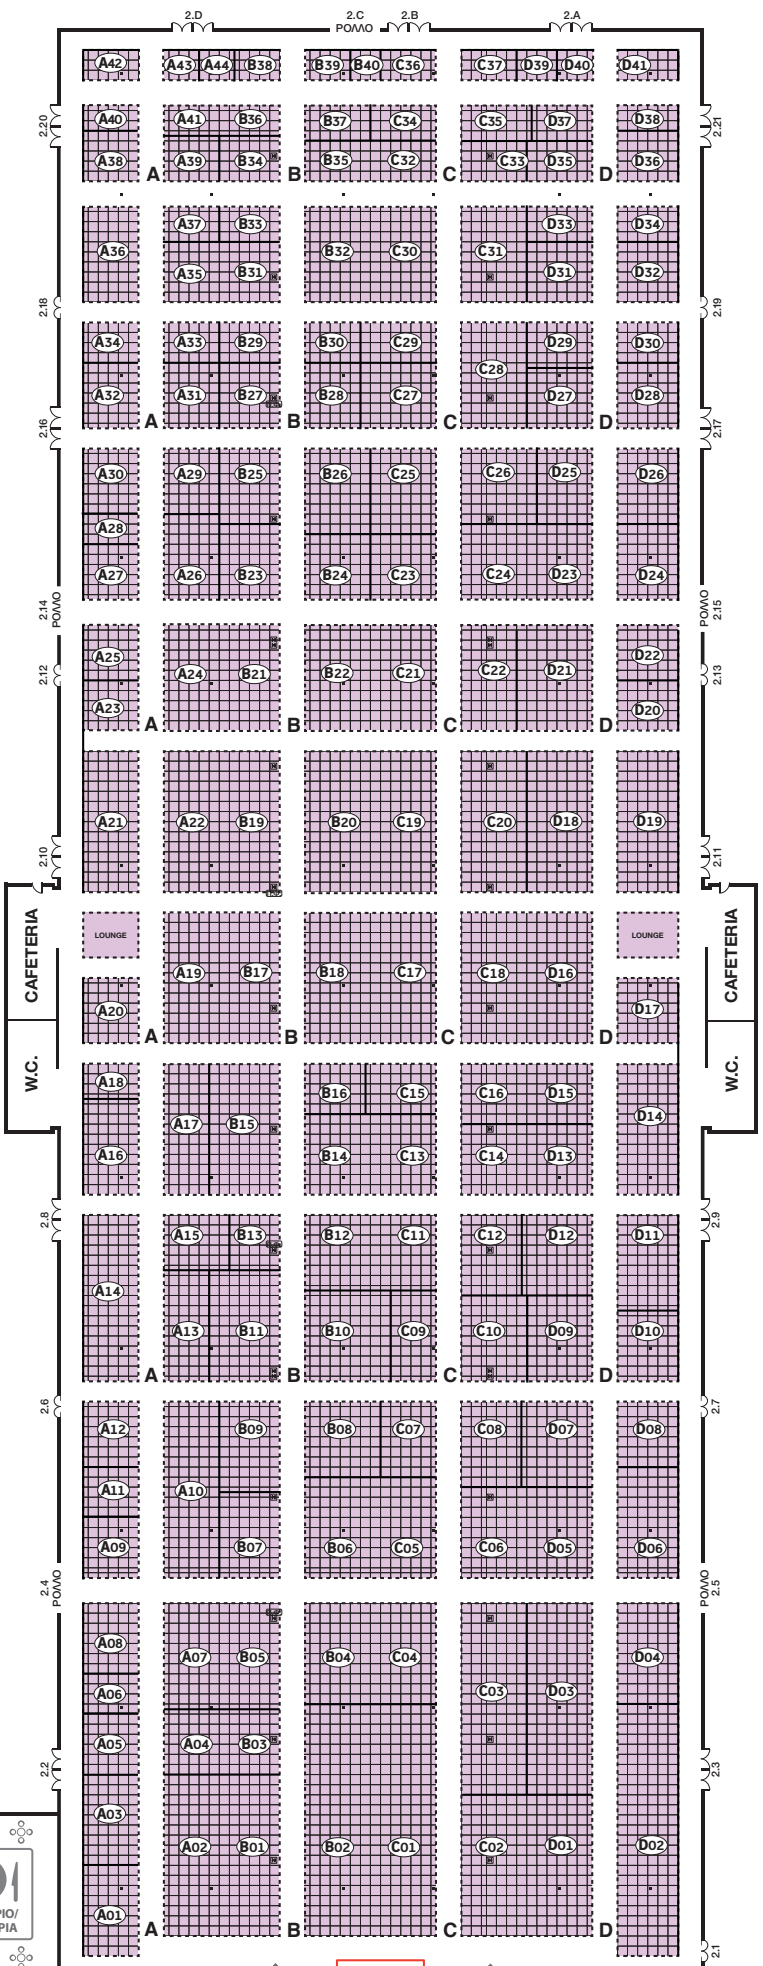 2.D 2.C 2.B 2.A
ΡΟΛΛΟ
A42 A43 A44 B38 B39 B40 C36 C37 D39 D40 D41
A40 A41 B36 B37 C34 C35 D37 D38
2.20 2.21
A38 A39 B34 B35 C32 C33 D35 D36
A B C D
A37 B33 D33 D34
A36 B32 C30 C31
A35 B31 D31 D32
2.18 2.19
A34 A33 B29 B30 C29 D29 D30
C28
A32 A31 B27 B28 C27 D27 D28
A B C D
2.16 2.17
A30 A29 B25 B26 C25 C26 D25 D26
A28
A27 A26 B23 B24 C23 C24 D23 D24
2.14 ΡΟΛΛΟ ΡΟΛΛΟ 2.15
A25 D22
2.12 A24 B21 B22 C21 C22 D21 2.13
A23 D20
A B C D
A21 A22 B19 B20 C19 C20 D18 D19
2.10 2.11
LOUNGE LOUNGE
CAFETERIA CAFETERIA
A19 B17 B18 C17 C18 D16
A20 D17
A B C D
W.C. W.C.
A18 B16 C15 C16 D15
A17 B15 D14
A16 B14 C13 C14 D13
2.8 2.9
A15 B13 B12 C11 C12 D12 D11
A14
A13 B11 B10 C09 C10 D09 D10
A B C D
2.6 2.7
A12 B09 B08 C07 C08 D07 D08
A11 A10
A09 B07 B06 C05 C06 D05 D06
2.4 ΡΟΛΛΟ ΡΟΛΛΟ 2.5
A08 A07 B05 B04 C04 D04
A06 C03 D03
A05 A04 B03
2.2 2.3
A03
A02 B01 B02 C01 C02 D01 D02
A01
A B C D
2.1